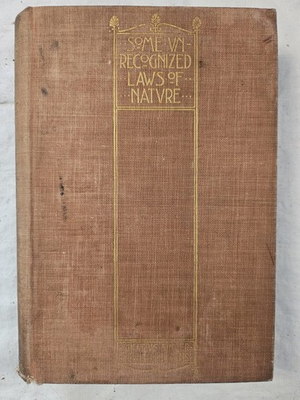 SOME VN-
RECOGNIZED
LAWS OF
NATVRE